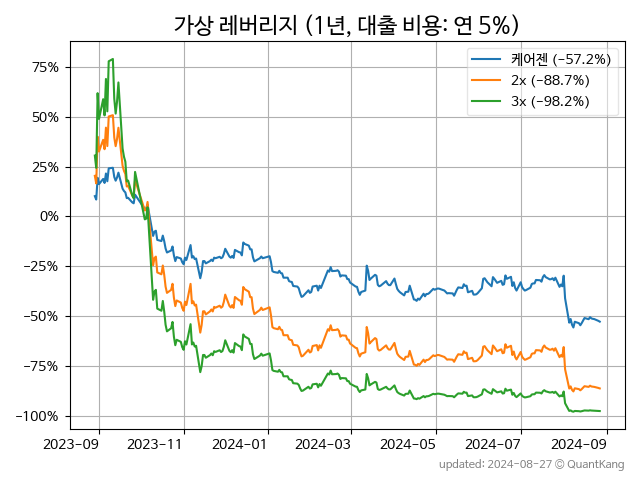 가상 레버리지 (1년, 대출 비용: 연 5%)
케어젠 (−57.2%)
2x (−88.7%)
3x (−98.2%)
75%
50%
25%
0%
−25%
−50%
−75%
−100%
2023-09 2023-11 2024-01 2024-03 2024-05 2024-07 2024-09
updated: 2024-08-27 © QuantKang